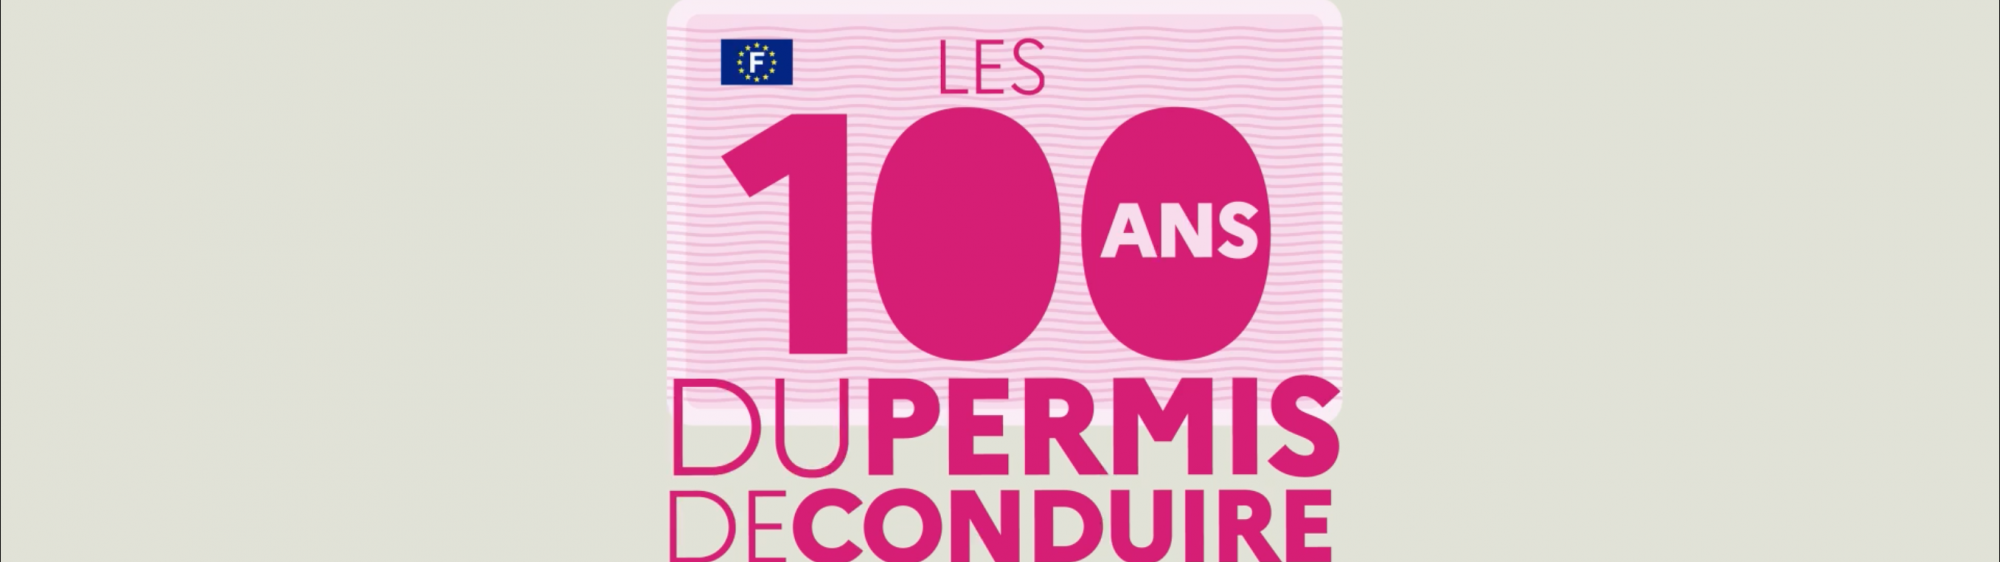 F
LES
100
ANS
DU PERMIS
DE CONDUIRE